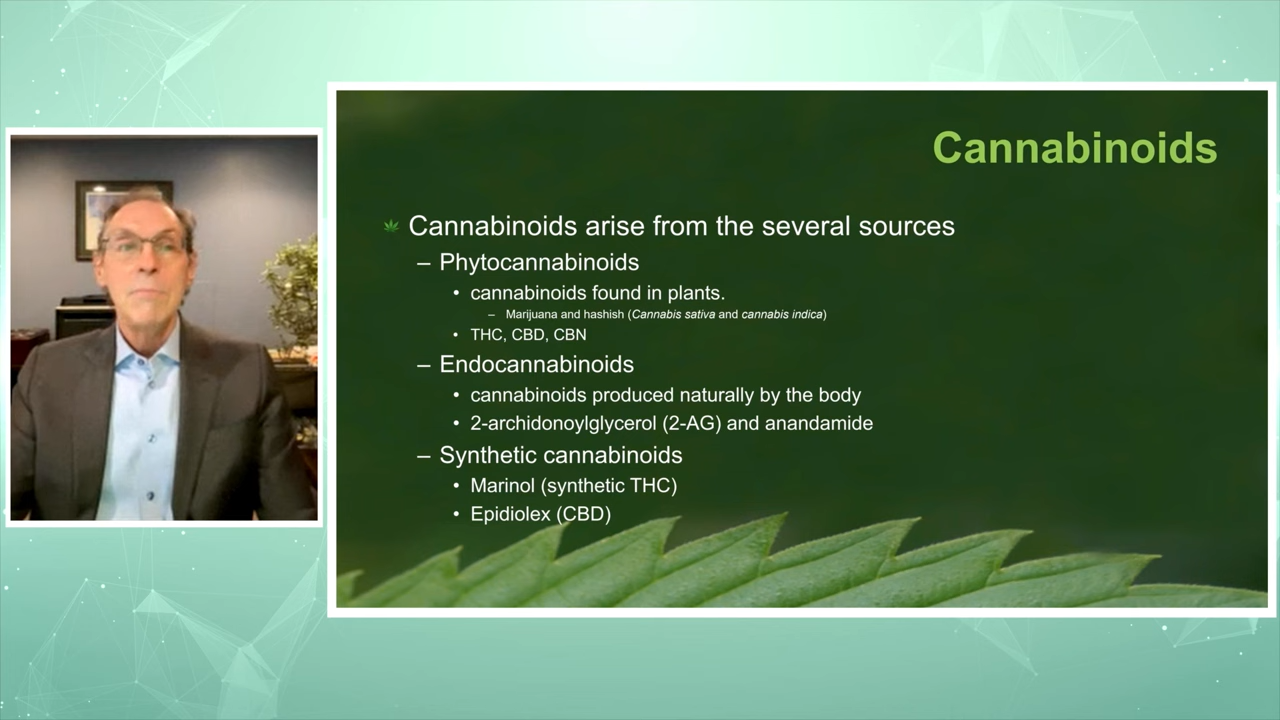 Cannabinoids
Cannabinoids arise from the several sources
– Phytocannabinoids
• cannabinoids found in plants.
– Marijuana and hashish (Cannabis sativa and cannabis indica)
• THC, CBD, CBN
– Endocannabinoids
• cannabinoids produced naturally by the body
• 2-archidonoylglycerol (2-AG) and anandamide
– Synthetic cannabinoids
• Marinol (synthetic THC)
• Epidiolex (CBD)